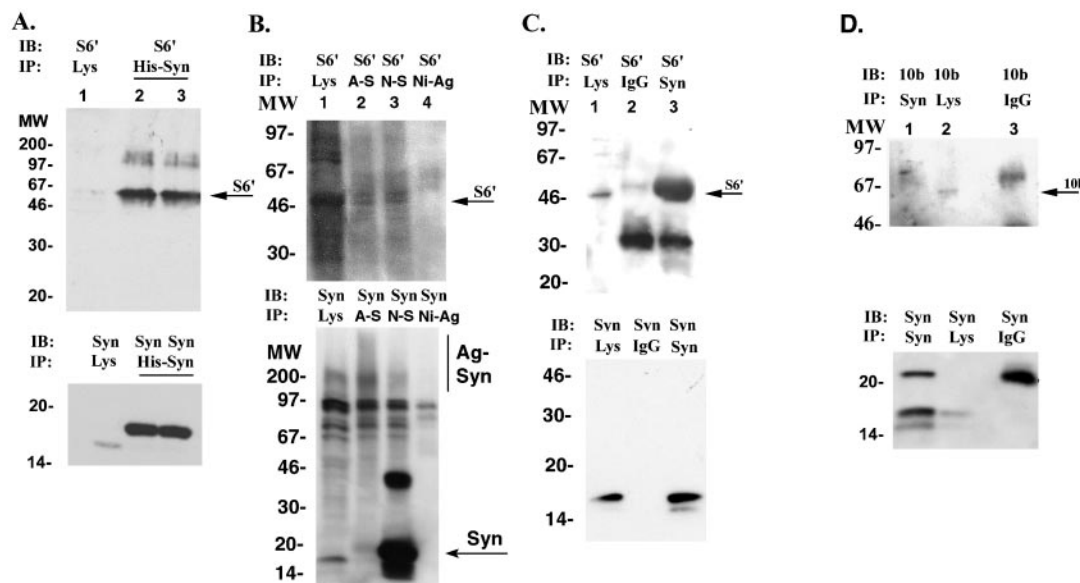 A.
IB: S6'  S6'
IP: Lys  His-Syn
1  2  3
MW
200-
97-
67-
46-
30-
20-
S6'
IB: Syn  Syn Syn
IP: Lys  His-Syn
20-
14-
B.
IB: S6' S6' S6' S6'
IP: Lys A-S N-S Ni-Ag
MW 1 2 3 4
97-
67-
46-
30-
S6'
IB: Syn Syn Syn Syn
IP: Lys A-S N-S Ni-Ag
MW
200-
97-
67-
46-
30-
20-
14-
Ag-
Syn
Syn
C.
IB: S6' S6' S6'
IP: Lys IgG Syn
MW 1 2 3
97-
67-
46-
30-
20-
S6'
IB: Syn Syn Syn
IP: Lys IgG Syn
46-
30-
20-
14-
D.
IB: 10b 10b 10b
IP: Syn Lys IgG
MW 1 2 3
97-
67-
46-
10b
IB: Syn Syn Syn
IP: Syn Lys IgG
20-
14-